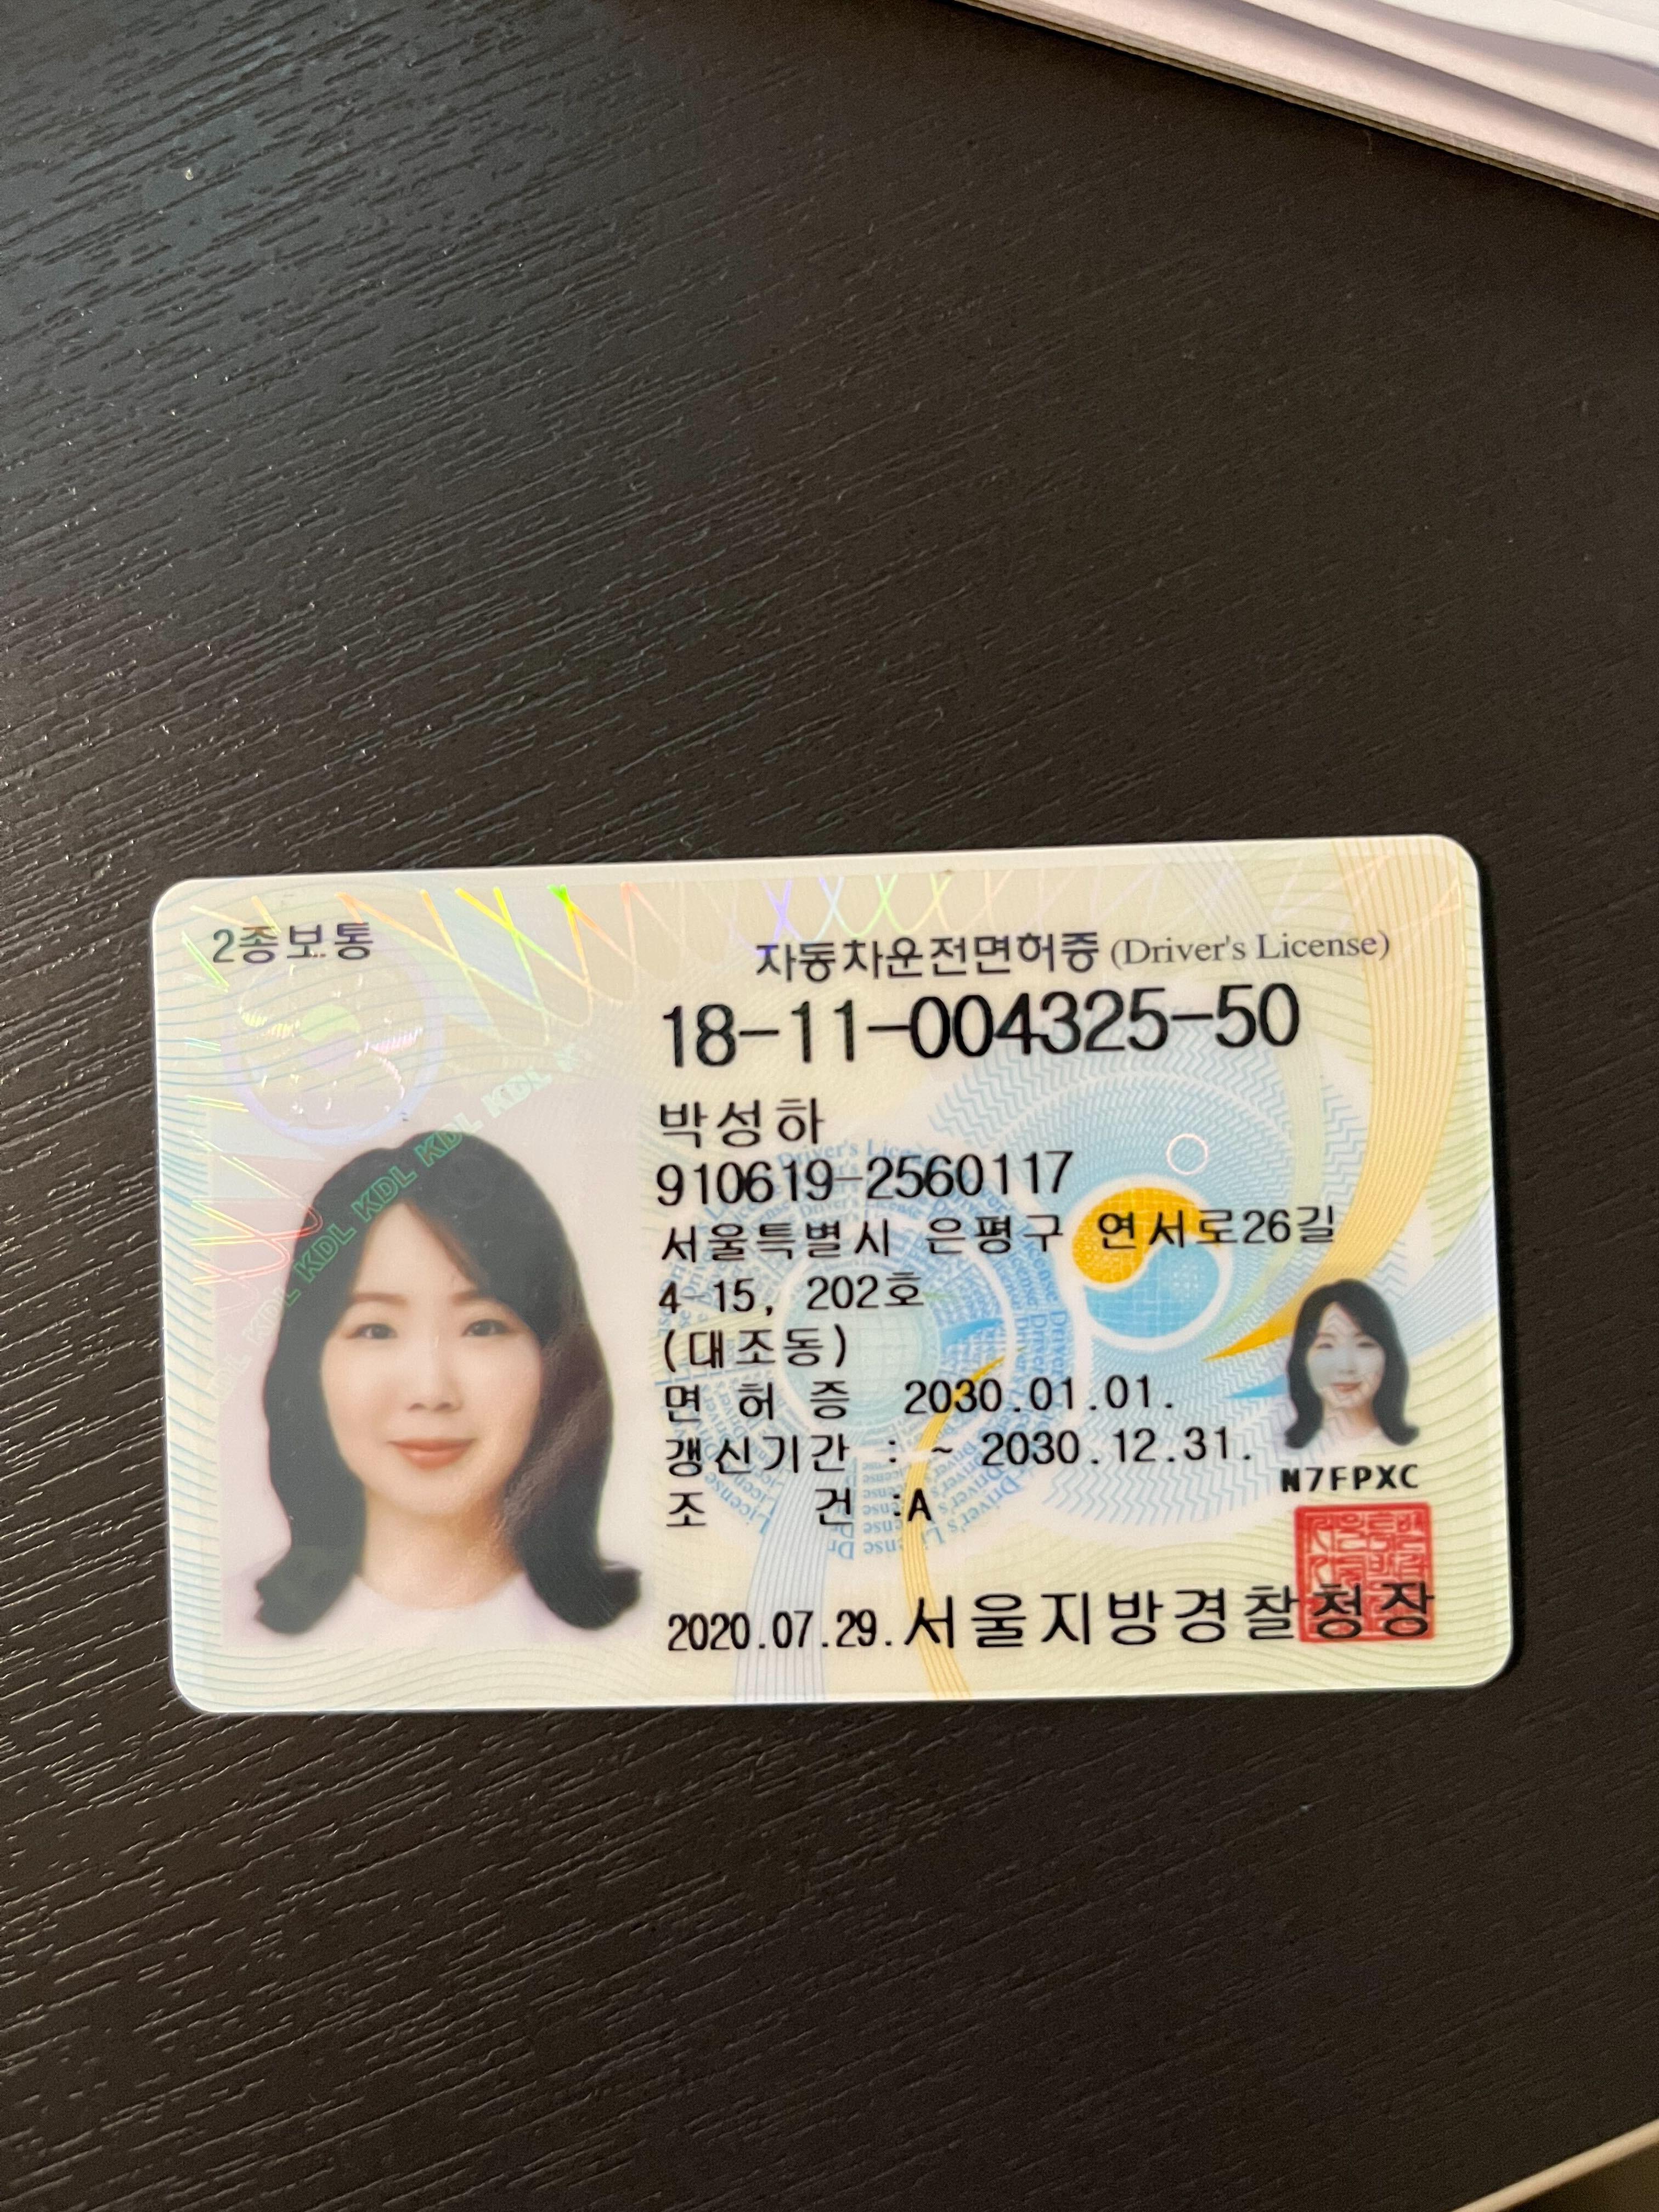 2종보통
자동차운전면허증 (Driver's License)
18-11-004325-50
박성하
910619-2560117
서울특별시 은평구 연서로26길
4-15, 202호
(대조동)
면 허 증 2030.01.01.
갱신기간 : ~ 2030.12.31.
조 건 :A
N7FPXC
2020.07.29. 서울지방경찰청장
KDL KDL KDL KDL KDL